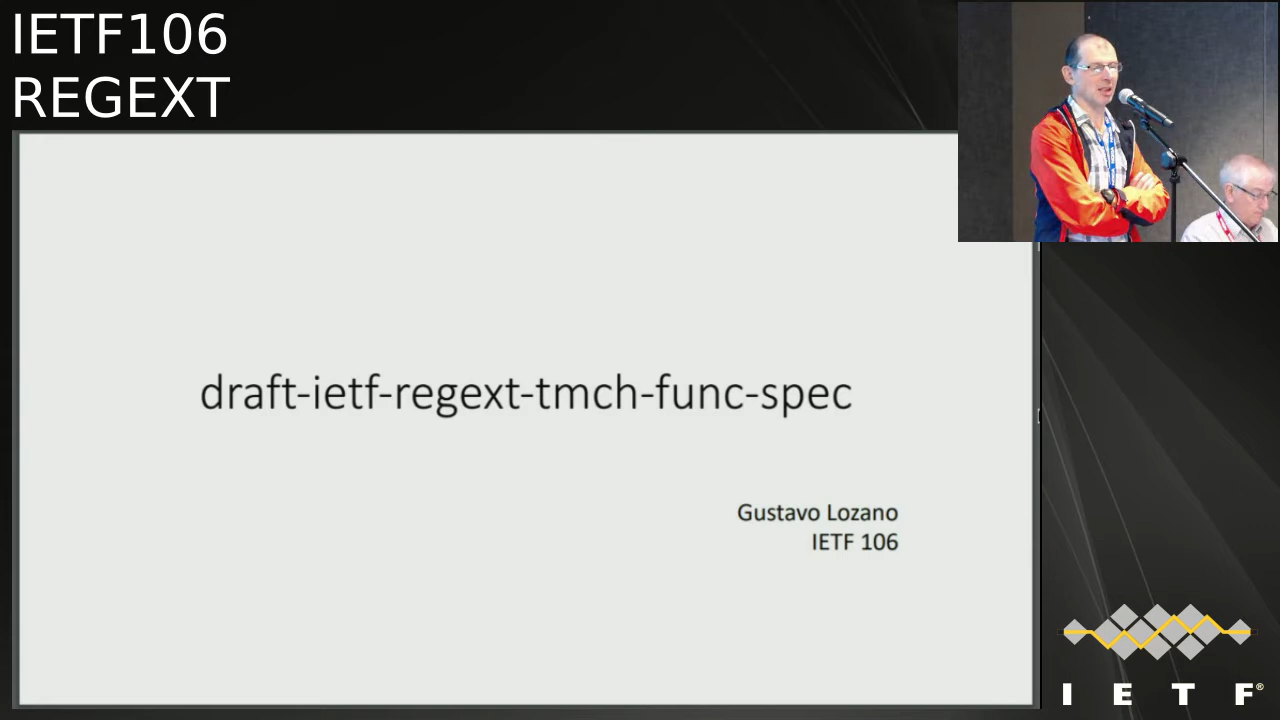 IETF106
REGEXT
draft-ietf-regext-tmch-func-spec
Gustavo Lozano
IETF 106
I E T F®